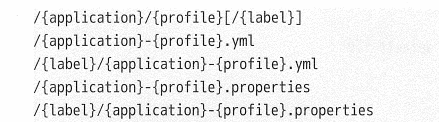 /{application}/{profile}[/{label}]
/{application}-{profile}.yml
/{label}/{application}-{profile}.yml
/{application}-{profile}.properties
/{label}/{application}-{profile}.properties